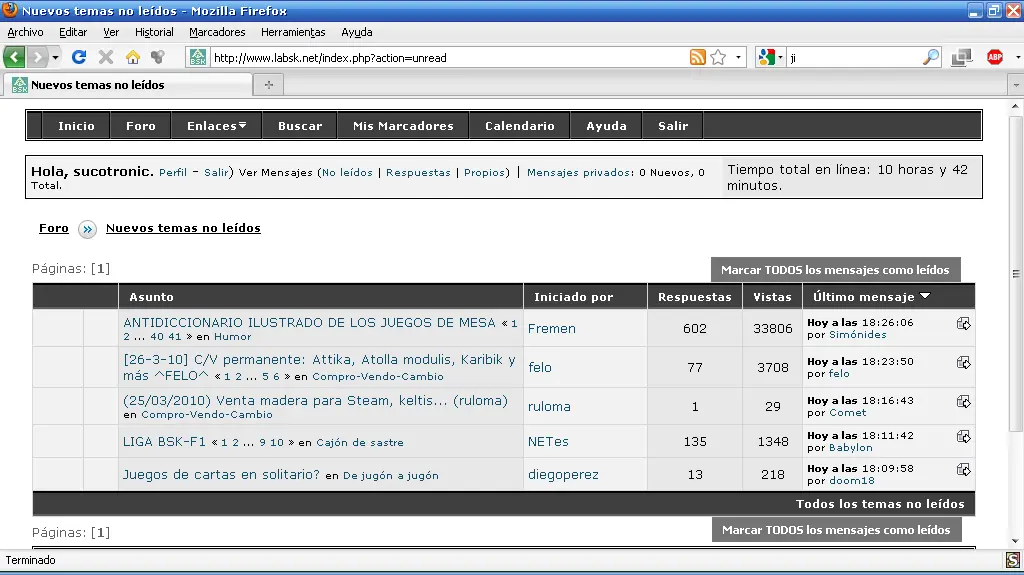 Nuevos temas no leídos - Mozilla Firefox
Archivo Editar Ver Historial Marcadores Herramientas Ayuda
BSK http://www.labsk.net/index.php?action=unread ji ABP
BSK Nuevos temas no leídos
Inicio Foro Enlaces Buscar Mis Marcadores Calendario Ayuda Salir
Hola, sucotronic. Perfil - Salir) Ver Mensajes (No leídos | Respuestas | Propios) | Mensajes privados: 0 Nuevos, 0
Total.
Tiempo total en línea: 10 horas y 42
minutos.
Foro » Nuevos temas no leídos
Páginas: [1]
Marcar TODOS los mensajes como leídos
Asunto Iniciado por Respuestas Vistas Último mensaje
ANTIDICCIONARIO ILUSTRADO DE LOS JUEGOS DE MESA « 1
2 ... 40 41 » en Humor
Fremen 602 33806
Hoy a las 18:26:06
por Simónides
[26-3-10] C/V permanente: Attika, Atolla modulis, Karibik y
más ^FELO^ « 1 2 ... 5 6 » en Compro-Vendo-Cambio
felo 77 3708
Hoy a las 18:23:50
por felo
(25/03/2010) Venta madera para Steam, keltis... (ruloma)
en Compro-Vendo-Cambio
ruloma 1 29
Hoy a las 18:16:43
por Comet
LIGA BSK-F1 « 1 2 ... 9 10 » en Cajón de sastre
NETes 135 1348
Hoy a las 18:11:42
por Babylon
Juegos de cartas en solitario? en De jugón a jugón
diegoperez 13 218
Hoy a las 18:09:58
por doom18
Todos los temas no leídos
Páginas: [1]
Marcar TODOS los mensajes como leídos
Terminado